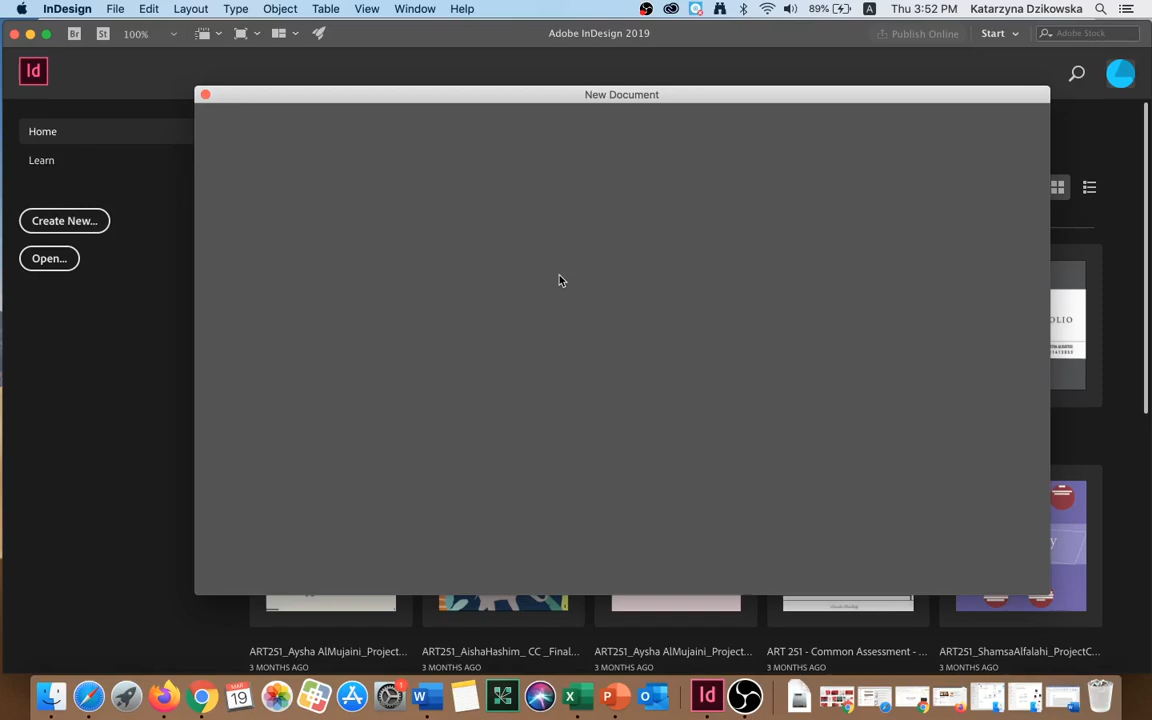 InDesign File Edit Layout Type Object Table View Window Help 89% A Thu 3:52 PM Katarzyna Dzikowska
Br St 100% Adobe InDesign 2019 Publish Online Start Adobe Stock
Id
New Document
Home
Learn
Create New...
Open...
OLIO
y
ART251_Aysha AlMujaini_Project... ART251_AishaHashim_ CC _Final... ART251_Aysha AlMujaini_Project... ART 251 - Common Assessment - ... ART251_ShamsaAlfalahi_ProjectC...
3 MONTHS AGO 3 MONTHS AGO 3 MONTHS AGO 3 MONTHS AGO 3 MONTHS AGO
MAR 19 1 W X P O Id